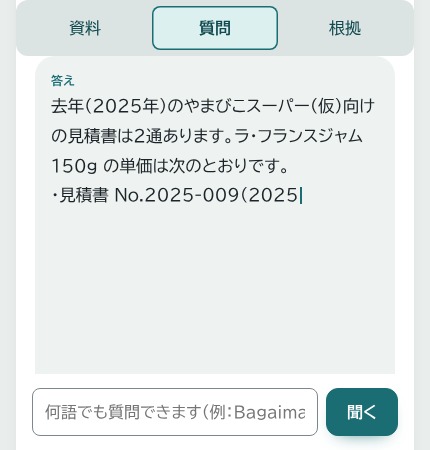 資料
質問
根拠
答え
去年(2025年)のやまびこスーパー(仮)向け
の見積書は2通あります。ラ・フランスジャム
150g の単価は次のとおりです。
・見積書 No.2025-009(2025
何語でも質問できます(例:Bagaima
聞く